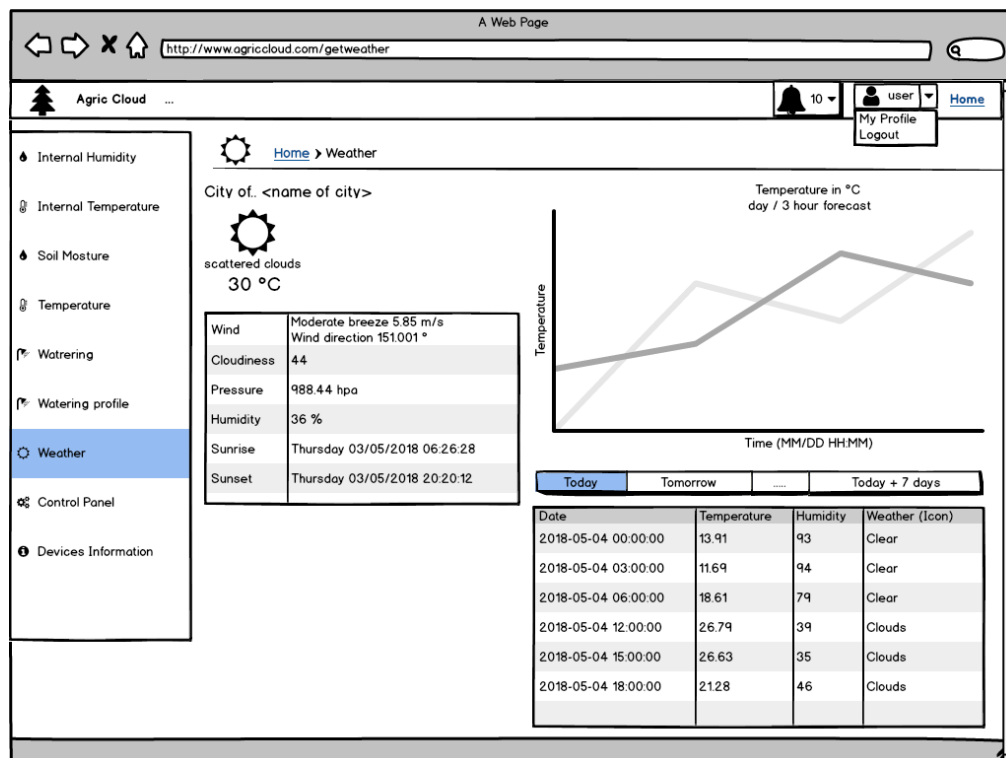 A Web Page
http://www.agriccloud.com/getweather
Agric Cloud ...
10
user
Home
My Profile
Logout
Internal Humidity
Internal Temperature
Soil Mosture
Temperature
Watrering
Watering profile
Weather
Control Panel
Devices Information
Home > Weather
City of.. <name of city>
scattered clouds
30 °C
Wind Moderate breeze 5.85 m/s
Wind direction 151.001 °
Cloudiness 44
Pressure 988.44 hpa
Humidity 36 %
Sunrise Thursday 03/05/2018 06:26:28
Sunset Thursday 03/05/2018 20:20:12
Temperature in °C
day / 3 hour forecast
Temperature
Time (MM/DD HH:MM)
Today Tomorrow ..... Today + 7 days
Date Temperature Humidity Weather (Icon)
2018-05-04 00:00:00 13.91 93 Clear
2018-05-04 03:00:00 11.69 94 Clear
2018-05-04 06:00:00 18.61 79 Clear
2018-05-04 12:00:00 26.79 39 Clouds
2018-05-04 15:00:00 26.63 35 Clouds
2018-05-04 18:00:00 21.28 46 Clouds